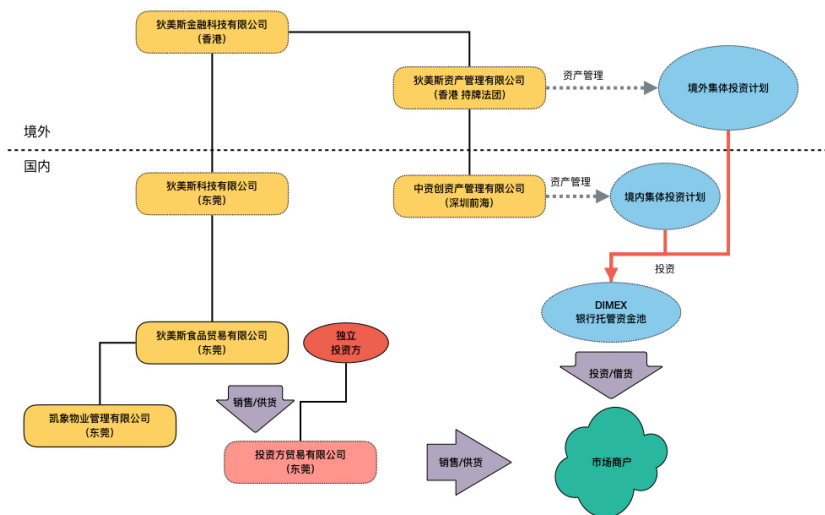 狄美斯金融科技有限公司
(香港)
狄美斯资产管理有限公司
(香港 持牌法团)
资产管理
境外集体投资计划
境外
国内
狄美斯科技有限公司
(东莞)
中资创资产管理有限公司
(深圳前海)
资产管理
境内集体投资计划
投资
DIMEX
银行托管资金池
狄美斯食品贸易有限公司
(东莞)
独立
投资方
投资/借贷
销售/供货
凯象物业管理有限公司
(东莞)
投资方贸易有限公司
(东莞)
销售/供货
市场商户